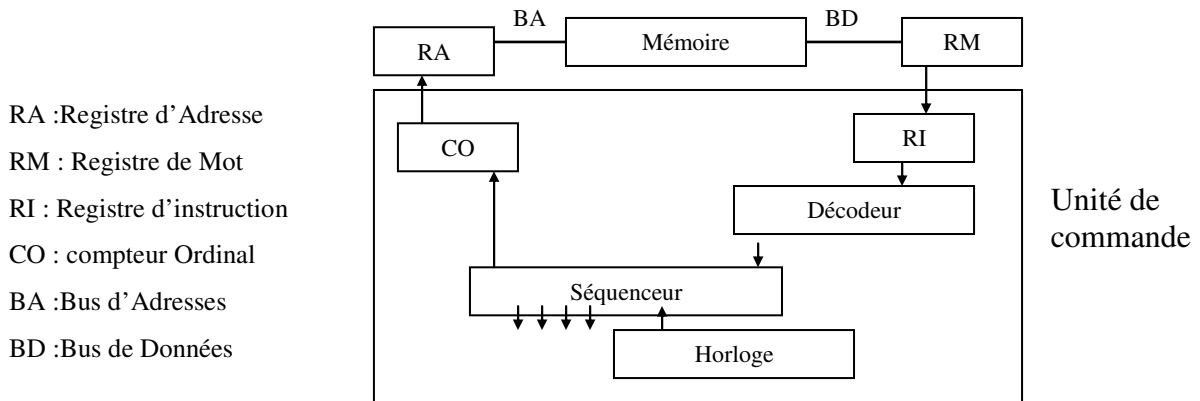 BA
BD
RA
Mémoire
RM
RA :Registre d’Adresse
RM : Registre de Mot
RI : Registre d’instruction
CO : compteur Ordinal
BA :Bus d’Adresses
BD :Bus de Données
CO
RI
Décodeur
Séquenceur
Horloge
Unité de
commande